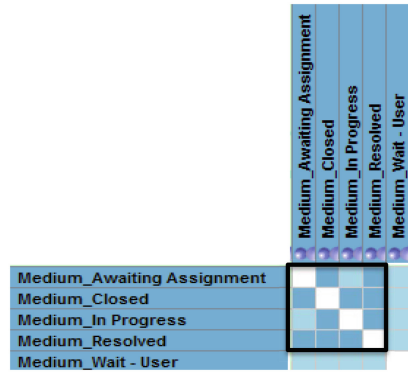 Medium_Awaiting Assignment
Medium_Closed
Medium_In Progress
Medium_Resolved
Medium_Wait - User
Medium_Awaiting Assignment
Medium_Closed
Medium_In Progress
Medium_Resolved
Medium_Wait - User